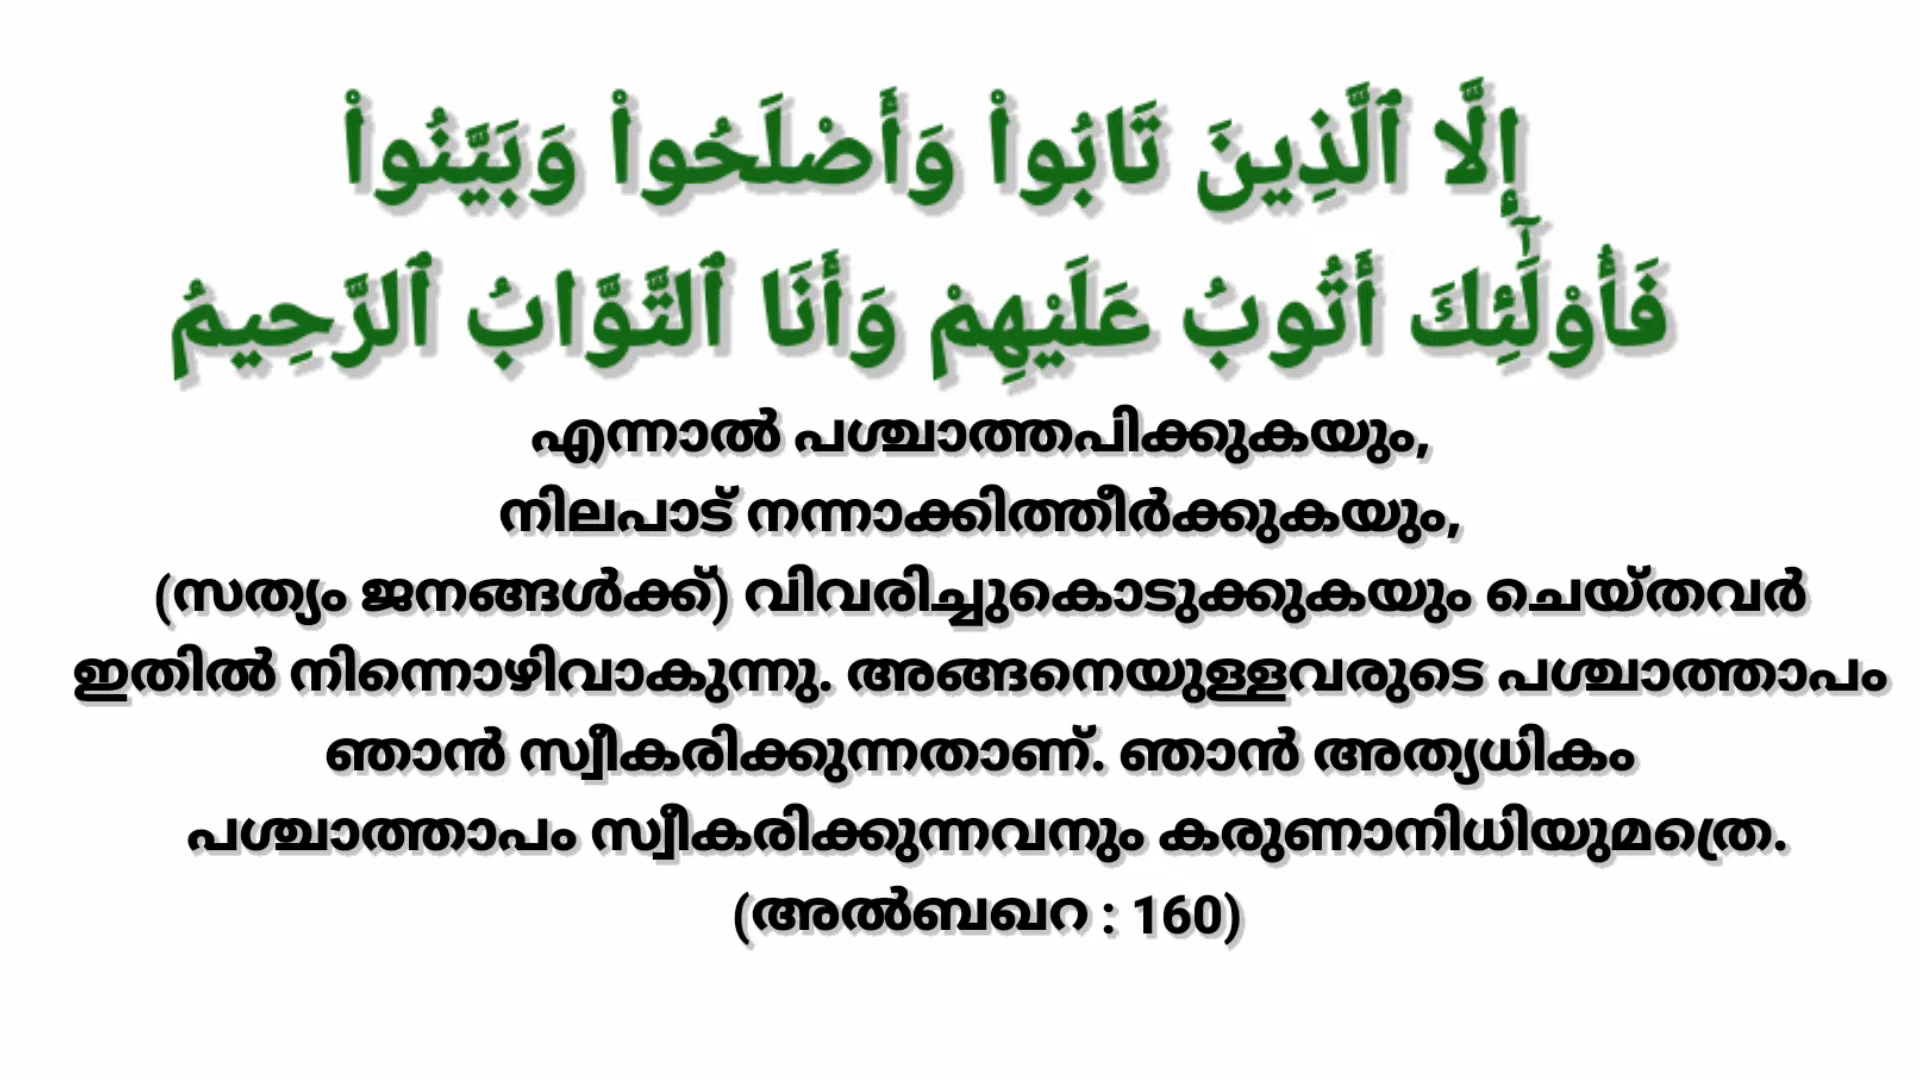 إِلَّا ٱلَّذِينَ تَابُوا۟ وَأَصْلَحُوا۟ وَبَيَّنُوا۟
فَأُو۟لَٰٓئِكَ أَتُوبُ عَلَيْهِمْ وَأَنَا ٱلتَّوَّابُ ٱلرَّحِيمُ
എന്നാൽ പശ്ചാത്തപിക്കുകയും,
നിലപാട് നന്നാക്കിത്തീർക്കുകയും,
(സത്യം ജനങ്ങൾക്ക്) വിവരിച്ചുകൊടുക്കുകയും ചെയ്തവർ
ഇതിൽ നിന്നൊഴിവാകുന്നു. അങ്ങനെയുള്ളവരുടെ പശ്ചാത്താപം
ഞാൻ സ്വീകരിക്കുന്നതാണ്. ഞാൻ അത്യധികം
പശ്ചാത്താപം സ്വീകരിക്കുന്നവനും കരുണാനിധിയുമത്രെ.
(അൽബഖറ : 160)